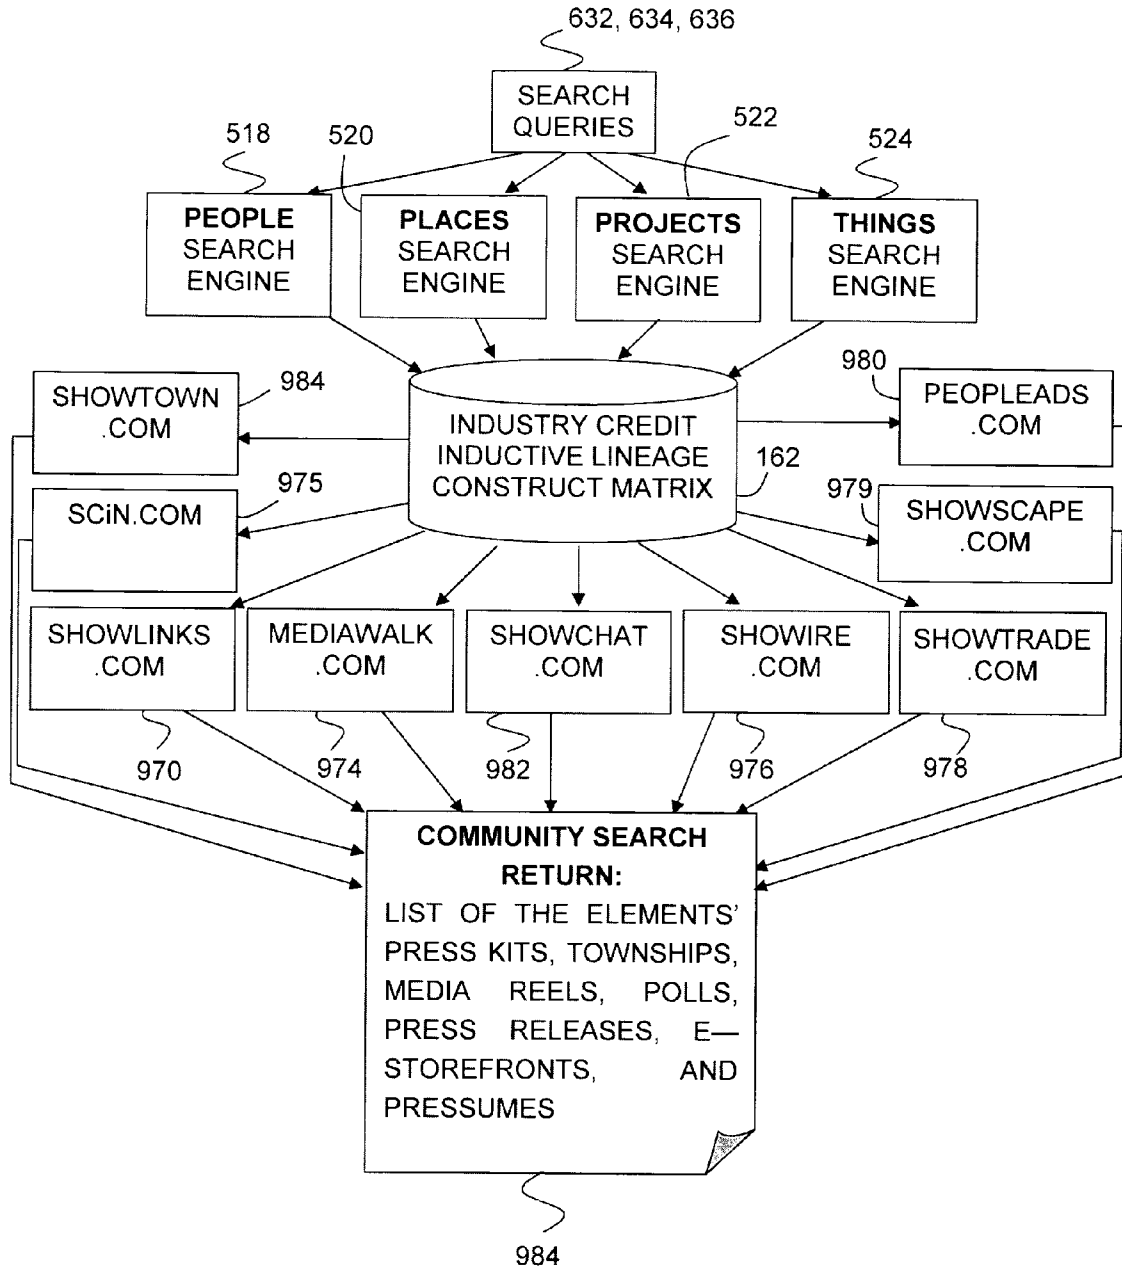 632, 634, 636
SEARCH
QUERIES
518
520
522
524
PEOPLE
SEARCH
ENGINE
PLACES
SEARCH
ENGINE
PROJECTS
SEARCH
ENGINE
THINGS
SEARCH
ENGINE
SHOWTOWN
.COM
984
INDUSTRY CREDIT
INDUCTIVE LINEAGE
CONSTRUCT MATRIX
162
980
PEOPLEADS
.COM
SCiN.COM
975
979
SHOWSCAPE
.COM
SHOWLINKS
.COM
MEDIAWALK
.COM
SHOWCHAT
.COM
SHOWIRE
.COM
SHOWTRADE
.COM
970
974
982
976
978
COMMUNITY SEARCH
RETURN:
LIST OF THE ELEMENTS'
PRESS KITS, TOWNSHIPS,
MEDIA REELS, POLLS,
PRESS RELEASES, E—
STOREFRONTS, AND
PRESSUMES
984